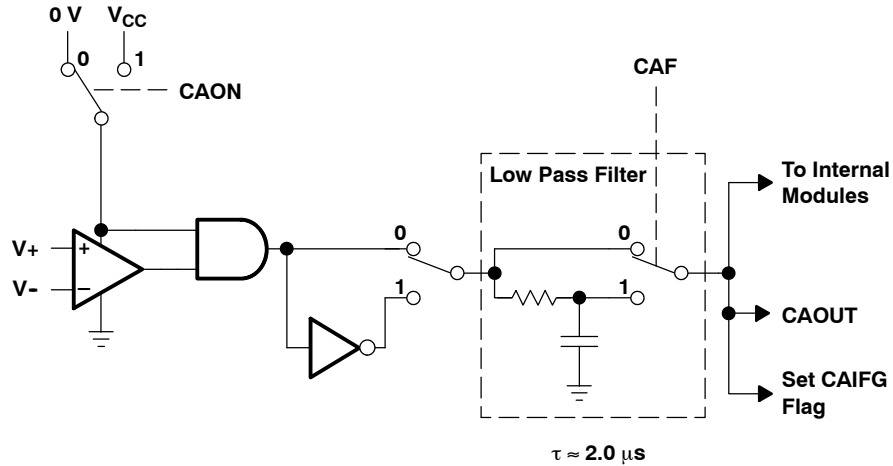 0 V
VCC
0
1
CAON
CAF
Low Pass Filter
To Internal
Modules
V+
+
V-
−
0
1
0
1
CAOUT
Set CAIFG
Flag
τ ≈ 2.0 μs